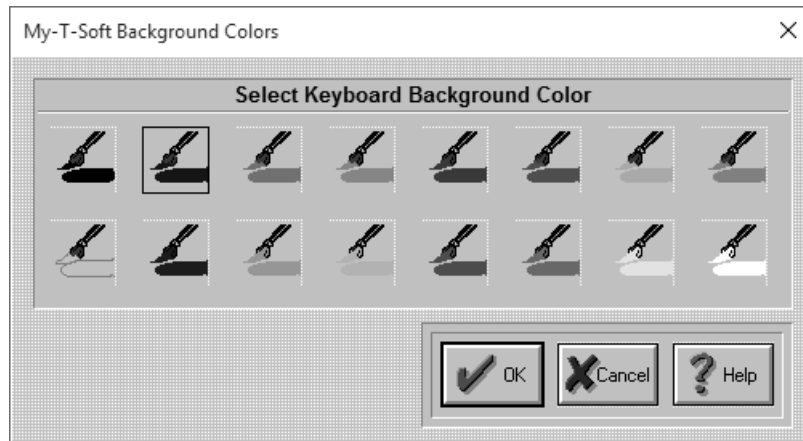 My-T-Soft Background Colors
Select Keyboard Background Color
OK
Cancel
Help